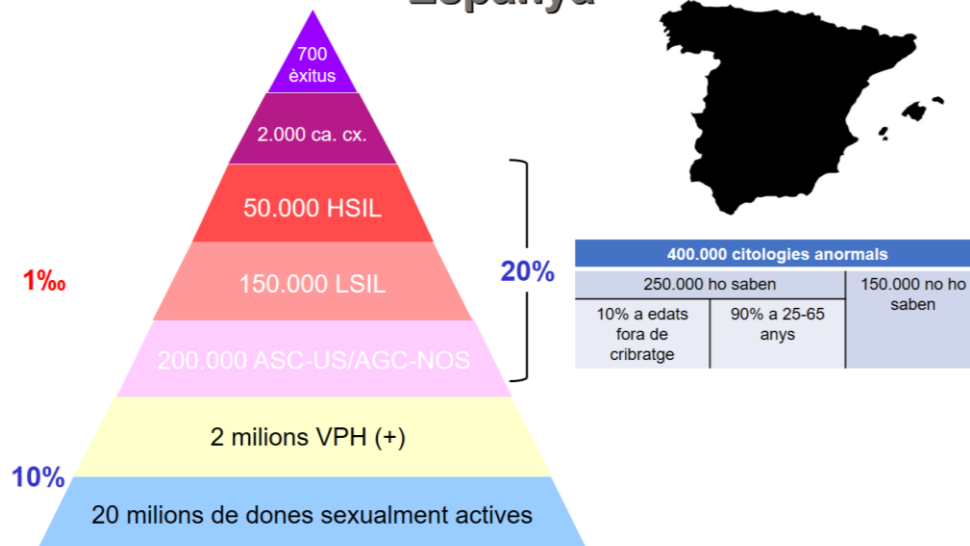 Espanya
700
èxitus
2.000 ca. cx.
50.000 HSIL
150.000 LSIL
200.000 ASC-US/AGC-NOS
2 milions VPH (+)
20 milions de dones sexualment actives
1‰
10%
20%
400.000 citologies anormals
250.000 ho saben
150.000 no ho
saben
10% a edats
fora de
cribratge
90% a 25-65
anys